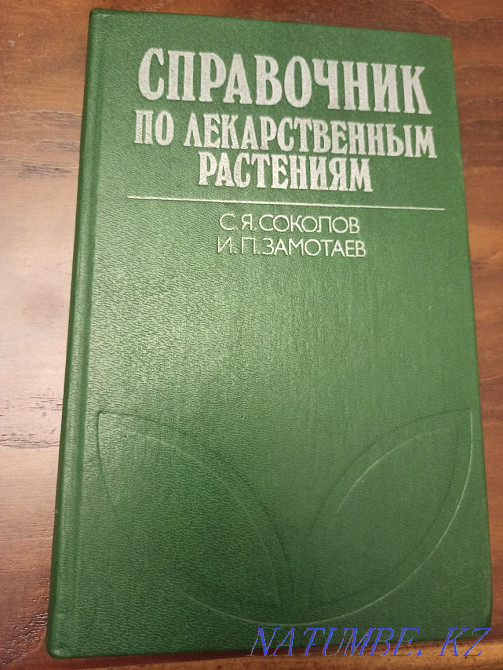 СПРАВОЧНИК
ПО ЛЕКАРСТВЕННЫМ
РАСТЕНИЯМ
С.Я.СОКОЛОВ
И.П.ЗАМОТАЕВ
NATUMBE.KZ